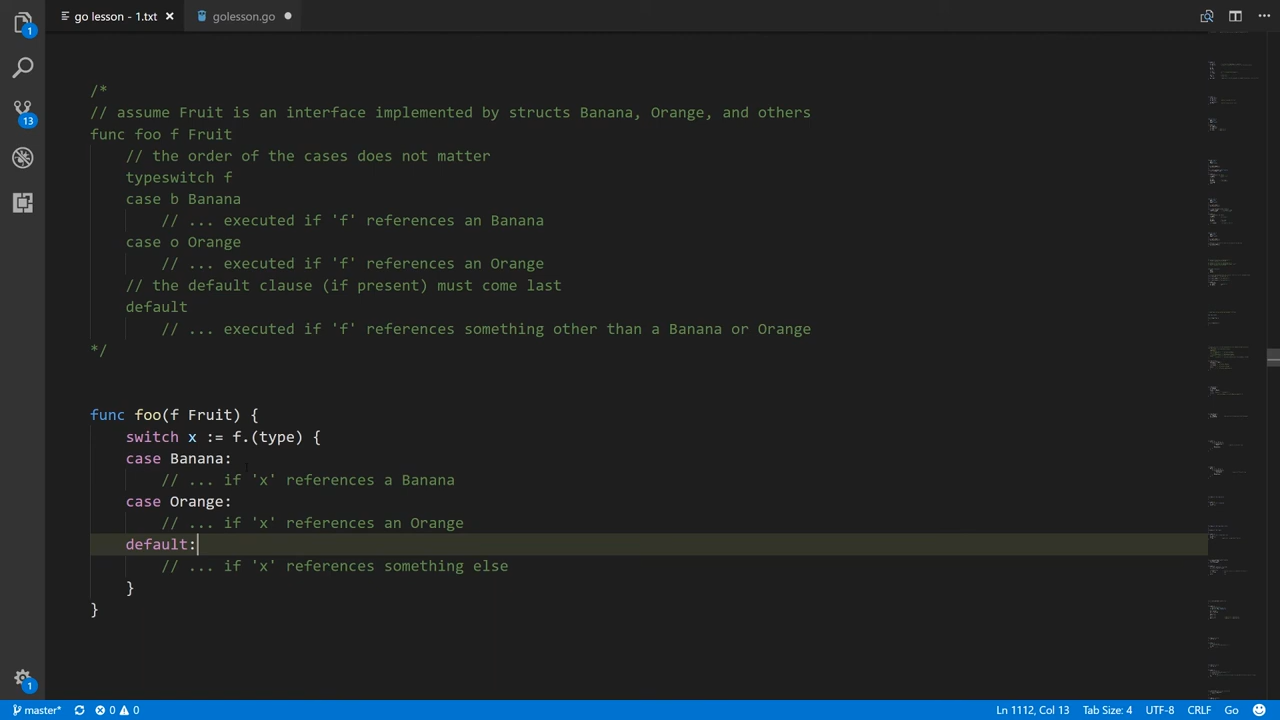 go lesson - 1.txt
golesson.go
1
13
1
/*
// assume Fruit is an interface implemented by structs Banana, Orange, and others
func foo f Fruit
// the order of the cases does not matter
typeswitch f
case b Banana
// ... executed if 'f' references an Banana
case o Orange
// ... executed if 'f' references an Orange
// the default clause (if present) must come last
default
// ... executed if 'f' references something other than a Banana or Orange
*/
func foo(f Fruit) {
switch x := f.(type) {
case Banana:
// ... if 'x' references a Banana
case Orange:
// ... if 'x' references an Orange
default:
// ... if 'x' references something else
}
}
master* 0 0 Ln 1112, Col 13 Tab Size: 4 UTF-8 CRLF Go